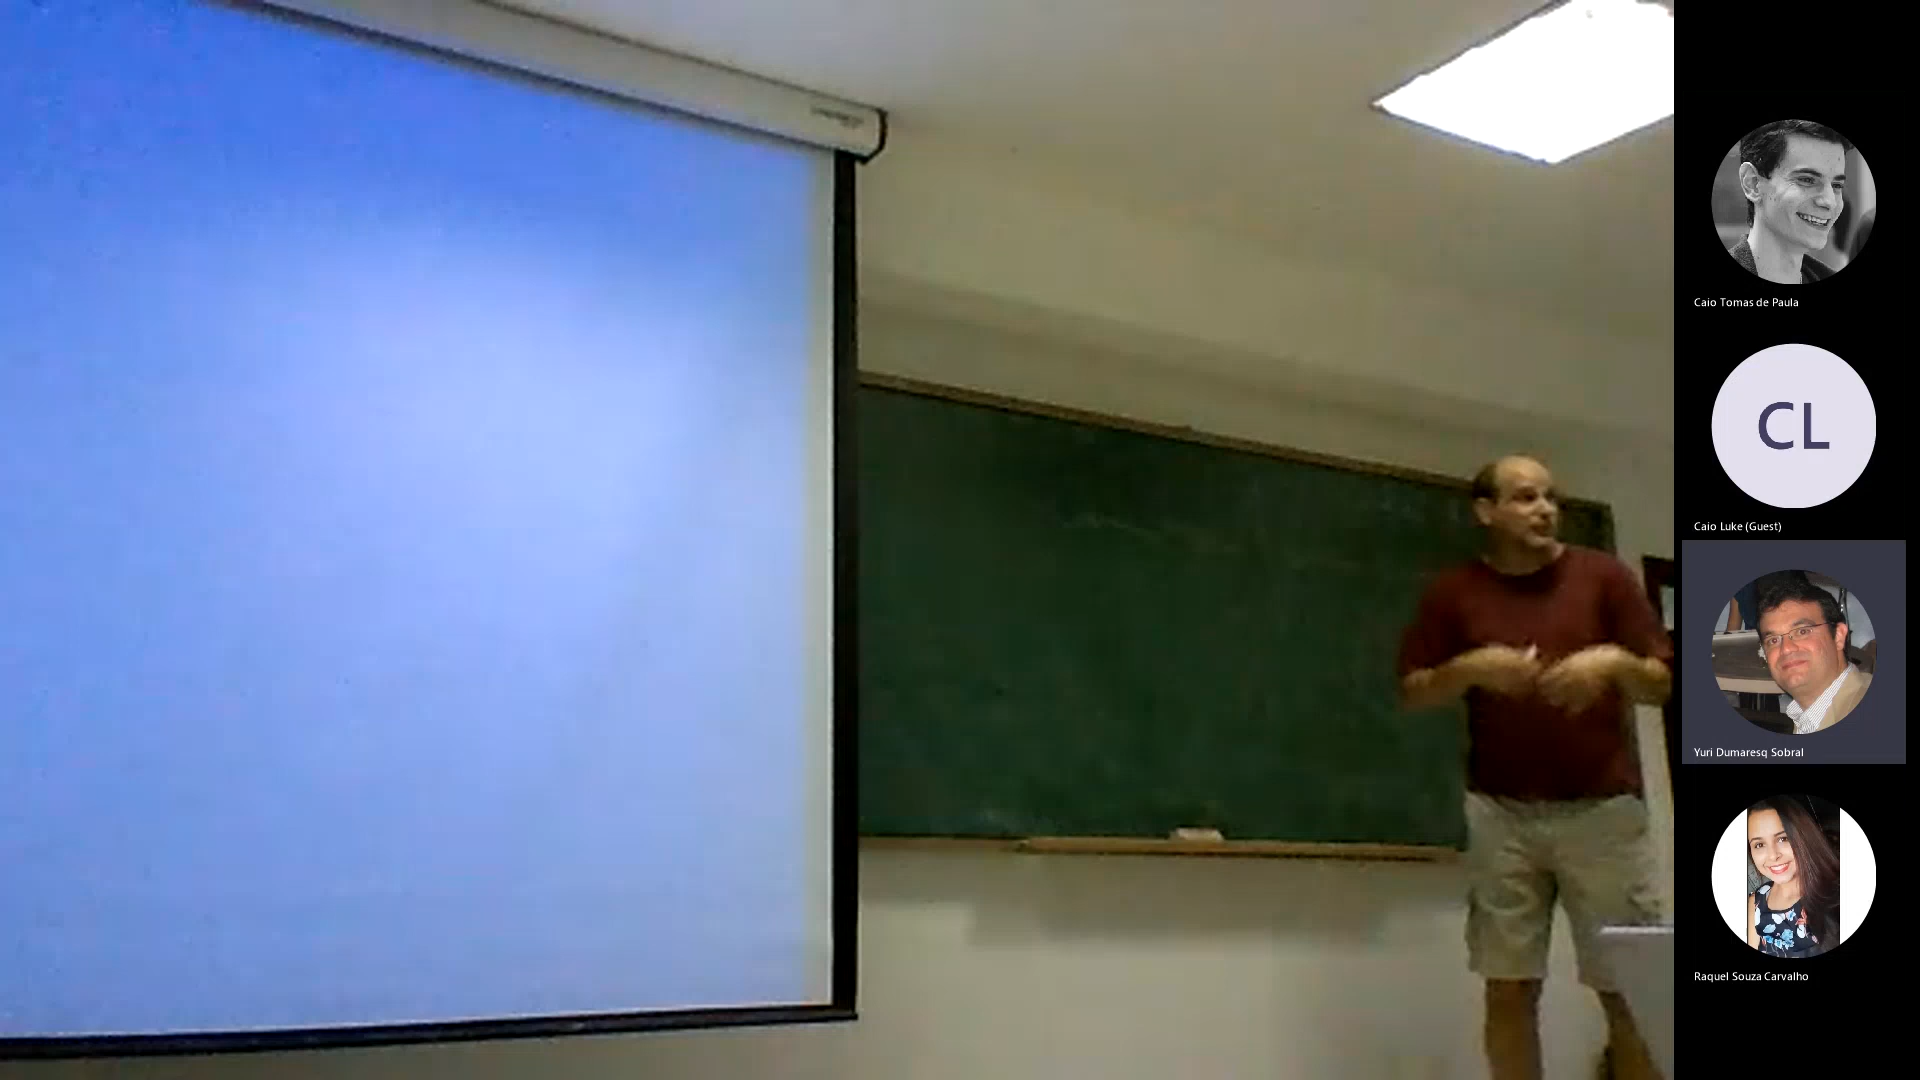 Caio Tomas de Paula
CL
Caio Luke (Guest)
Yuri Dumaresq Sobral
Raquel Souza Carvalho